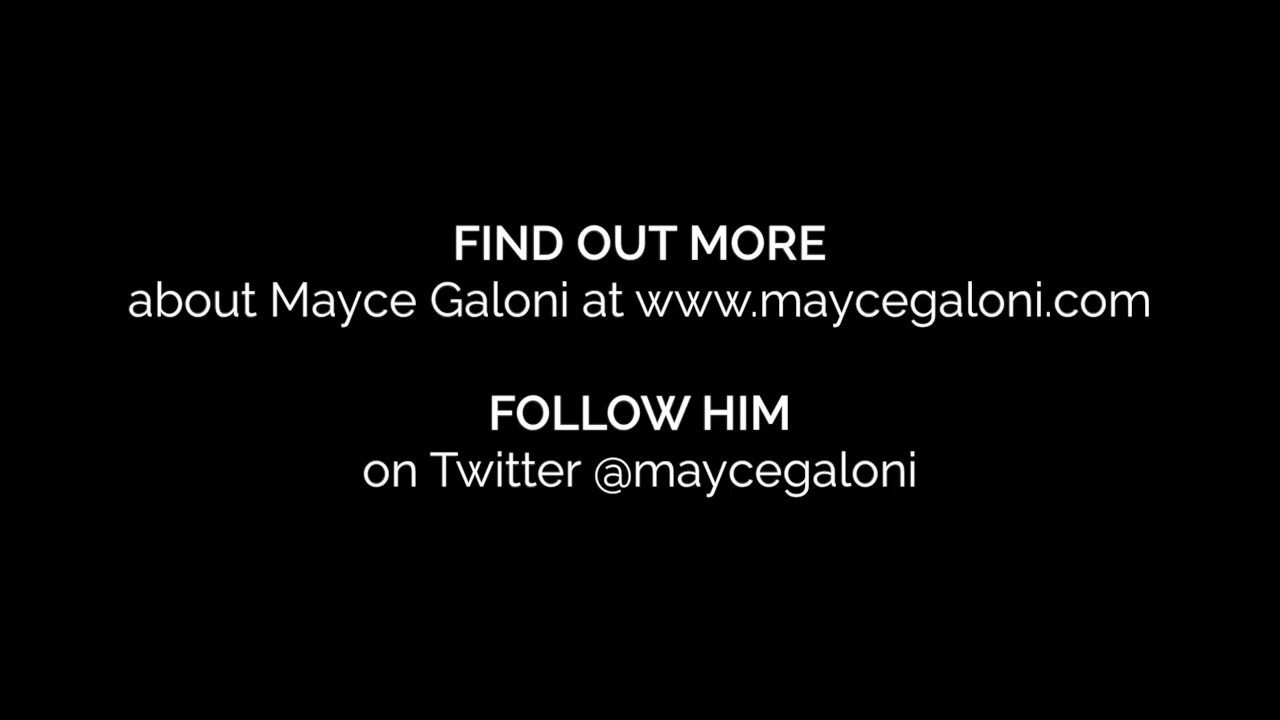 FIND OUT MORE
about Mayce Galoni at www.maycegaloni.com
FOLLOW HIM
on Twitter @maycegaloni